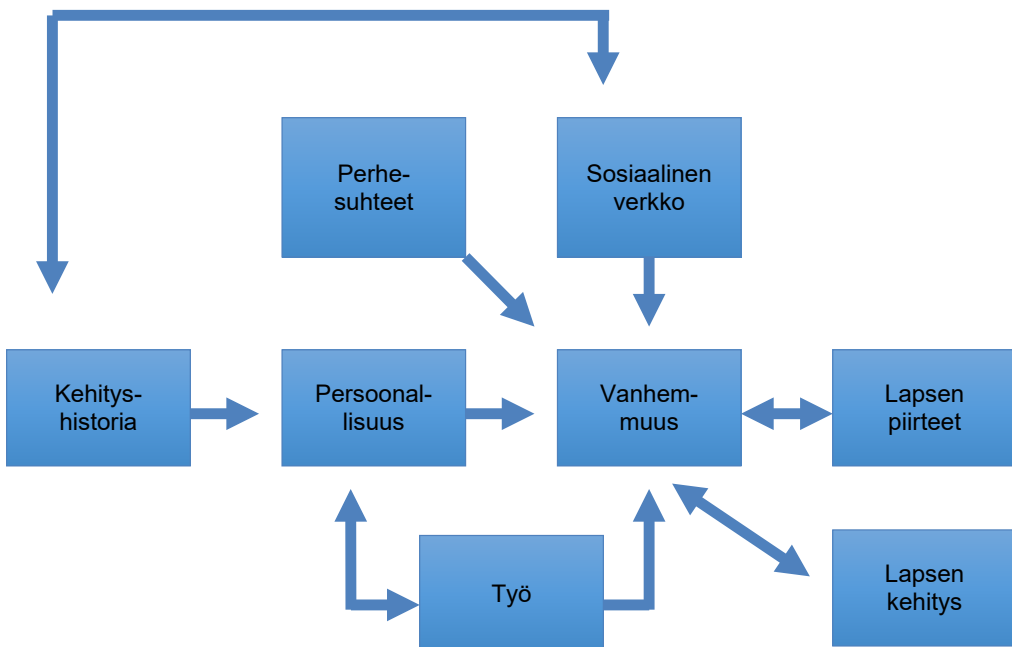 Perhe-
suhteet
Sosiaalinen
verkko
Kehitys-
historia
Persoonal-
lisuus
Vanhem-
muus
Lapsen
piirteet
Työ
Lapsen
kehitys